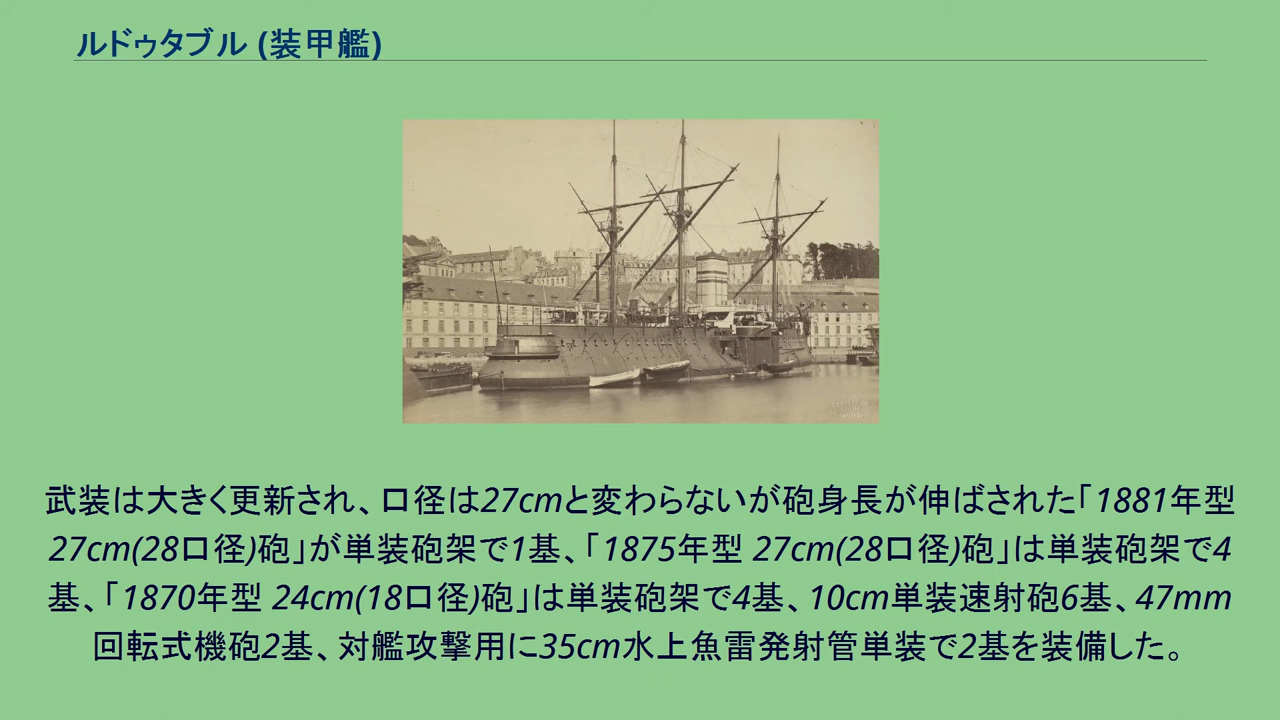 ルドゥタブル (装甲艦)
武装は大きく更新され、口径は27cmと変わらないが砲身長が伸ばされた「1881年型
27cm(28口径)砲」が単装砲架で1基、「1875年型 27cm(28口径)砲」は単装砲架で4
基、「1870年型 24cm(18口径)砲」は単装砲架で4基、10cm単装速射砲6基、47mm
回転式機砲2基、対艦攻撃用に35cm水上魚雷発射管単装で2基を装備した。